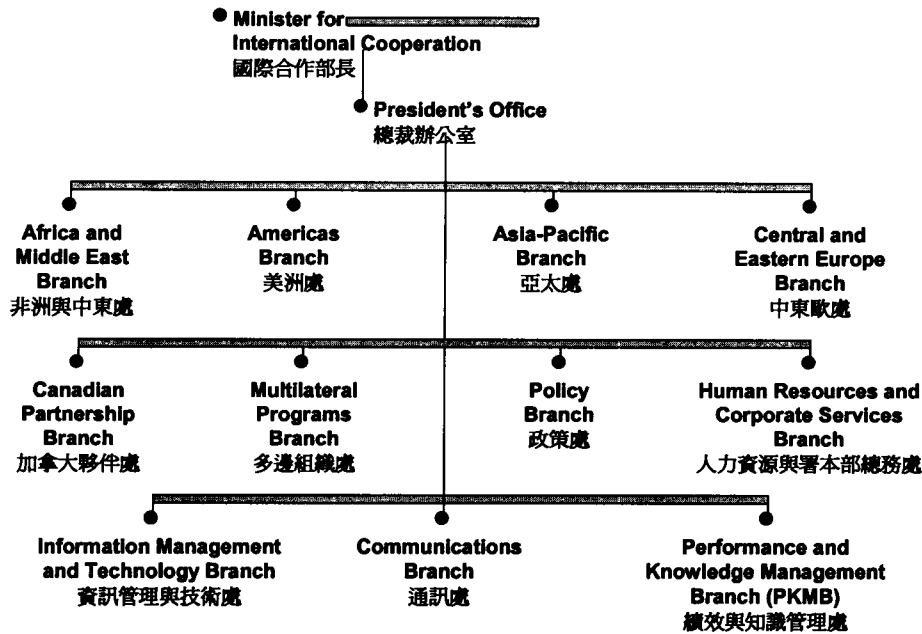 Minister for
International Cooperation
國際合作部長
President's Office
總裁辦公室
Africa and
Middle East
Branch
非洲與中東處
Americas
Branch
美洲處
Asia-Pacific
Branch
亞太處
Central and
Eastern Europe
Branch
中東歐處
Canadian
Partnership
Branch
加拿大夥伴處
Multilateral
Programs
Branch
多邊組織處
Policy
Branch
政策處
Human Resources and
Corporate Services
Branch
人力資源與署本部總務處
Information Management
and Technology Branch
資訊管理與技術處
Communications
Branch
通訊處
Performance and
Knowledge Management
Branch (PKMB)
績效與知識管理處